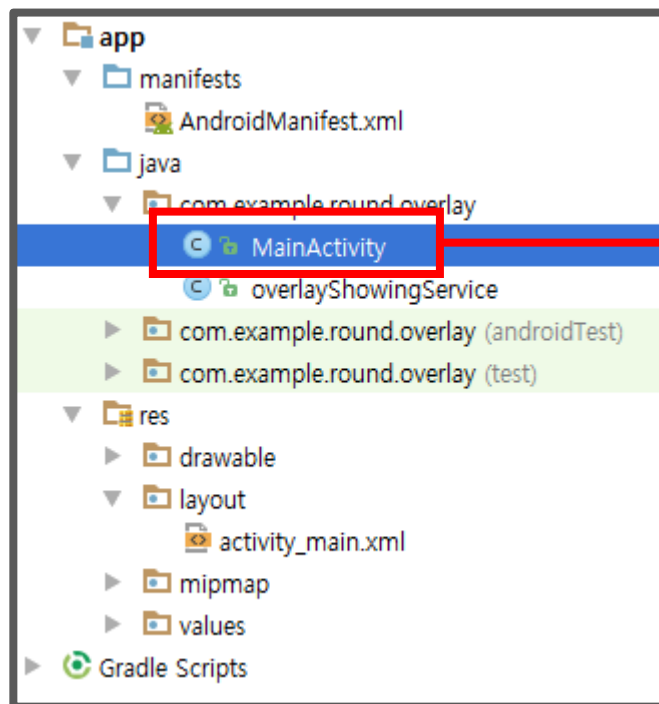 app
manifests
AndroidManifest.xml
java
com.example.round.overlay
C MainActivity
C overlayShowingService
com.example.round.overlay (androidTest)
com.example.round.overlay (test)
res
drawable
layout
activity_main.xml
mipmap
values
Gradle Scripts